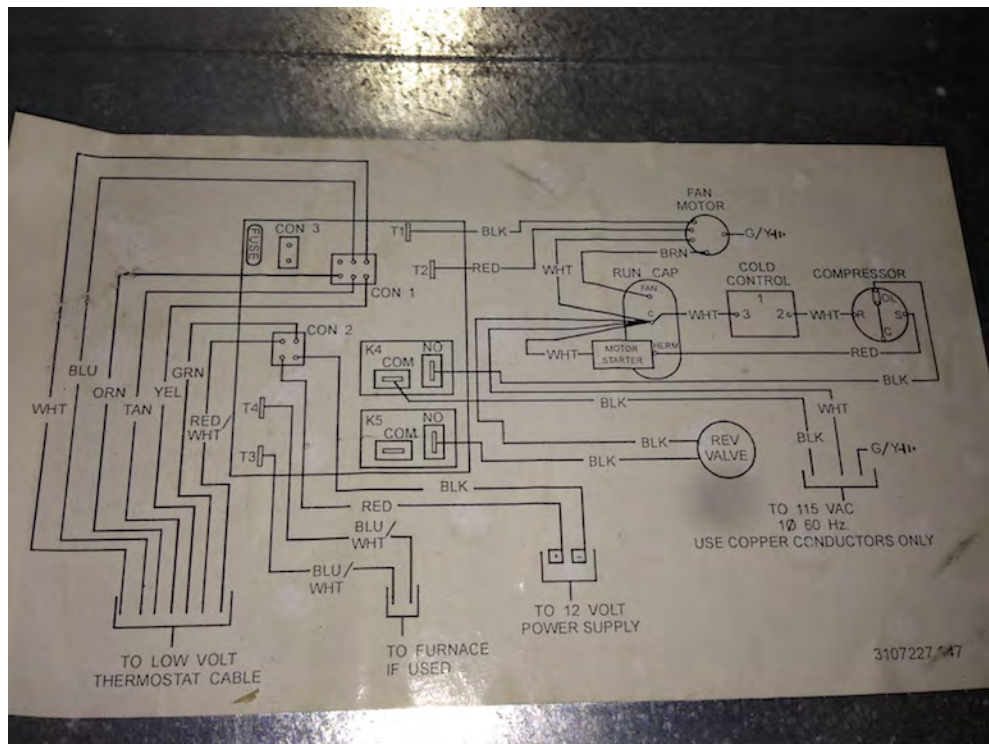 FAN
MOTOR
CON 3
FUSE
T1
BLK
G/Y
T2
RED
WHT
BRN
CON 1
RUN CAP
FAN
C
COLD
CONTROL
1
3
2
COMPRESSOR
OL
R
S
C
WHT
WHT
CON 2
K4
NO
COM
WHT
MOTOR
STARTER
HERM
RED
BLK
BLU
GRN
ORN
YEL
WHT
TAN
RED/
WHT
T4
K5
NO
COM
BLK
WHT
BLK
T3
BLK
REV
VALVE
BLK
G/Y
BLK
RED
BLU/
WHT
BLU/
WHT
TO 115 VAC
1Ø 60 Hz.
USE COPPER CONDUCTORS ONLY
+
-
TO 12 VOLT
POWER SUPPLY
TO FURNACE
IF USED
TO LOW VOLT
THERMOSTAT CABLE